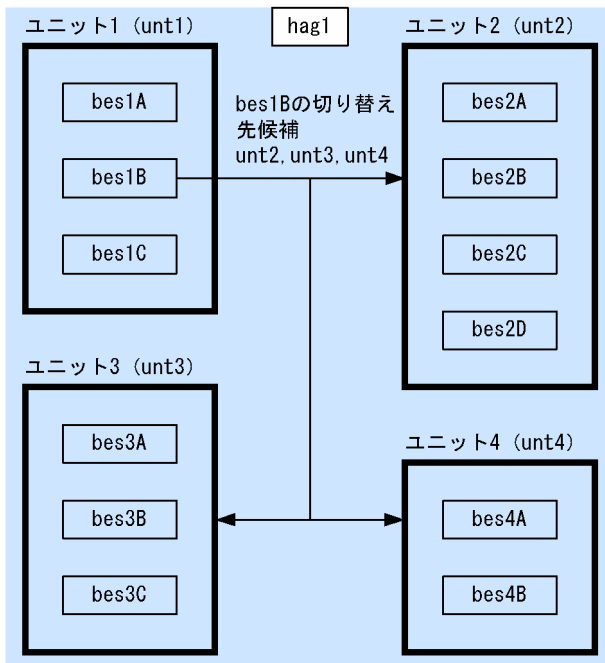 hag1
ユニット1 (unt1)
bes1A
bes1B
bes1C
bes1Bの切り替え
先候補
unt2,unt3,unt4
ユニット2 (unt2)
bes2A
bes2B
bes2C
bes2D
ユニット3 (unt3)
bes3A
bes3B
bes3C
ユニット4 (unt4)
bes4A
bes4B